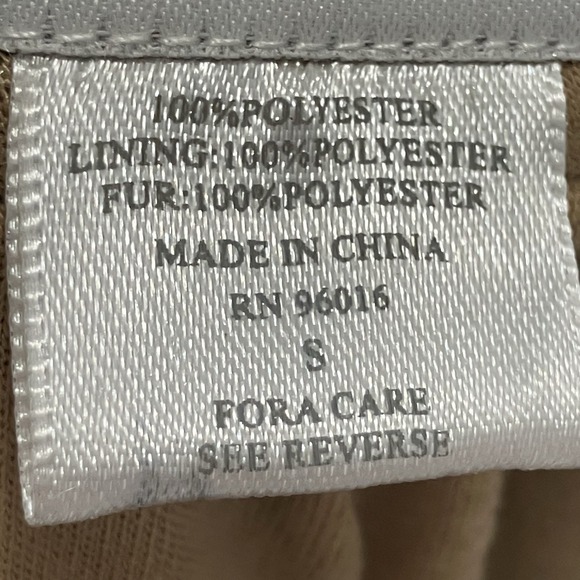 100%POLYESTER
LINING:100%POLYESTER
FUR:100%POLYESTER
MADE IN CHINA
RN 96016
S
FORA CARE
SEE REVERSE